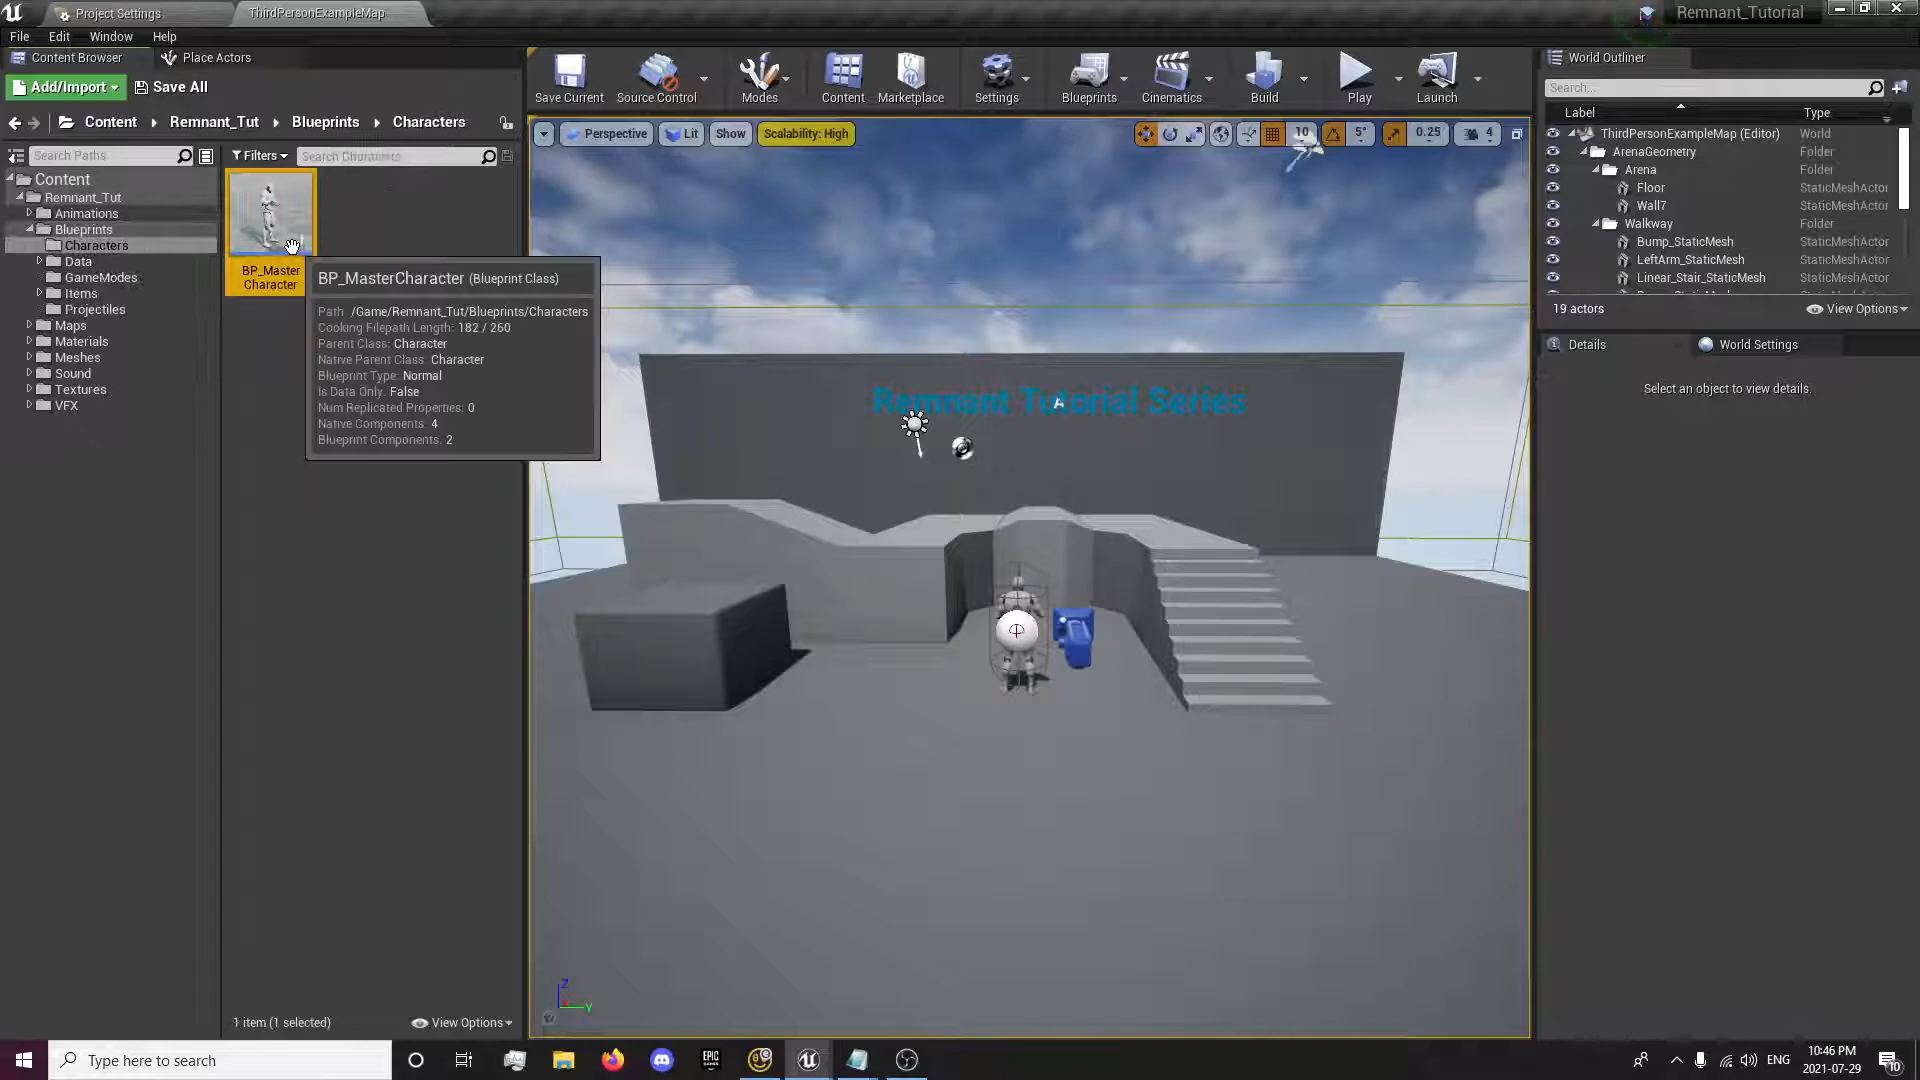 Project Settings
ThirdPersonExampleMap
Remnant_Tutorial
File Edit Window Help
Content Browser
Place Actors
Add/Import
Save All
Content
Remnant_Tut
Blueprints
Characters
Search Paths
Filters
Search Characters
Content
Remnant_Tut
Animations
Blueprints
Characters
Data
GameModes
Items
Projectiles
Maps
Materials
Meshes
Sound
Textures
VFX
BP_Master
Character
BP_MasterCharacter (Blueprint Class)
Path /Game/Remnant_Tut/Blueprints/Characters
Cooking Filepath Length: 182 / 260
Parent Class: Character
Native Parent Class: Character
Blueprint Type: Normal
Is Data Only: False
Num Replicated Properties: 0
Native Components: 4
Blueprint Components: 2
1 item (1 selected)
View Options
Save Current
Source Control
Modes
Content
Marketplace
Settings
Blueprints
Cinematics
Build
Play
Launch
Perspective
Lit
Show
Scalability: High
10
5°
0.25
4
Remnant Tutorial Series
A
Z
X
Y
World Outliner
Search...
Label Type
ThirdPersonExampleMap (Editor) World
ArenaGeometry Folder
Arena Folder
Floor StaticMeshActor
Wall7 StaticMeshActor
Walkway Folder
Bump_StaticMesh StaticMeshActor
LeftArm_StaticMesh StaticMeshActor
Linear_Stair_StaticMesh StaticMeshActor
19 actors
View Options
Details
World Settings
Select an object to view details.
Type here to search
EPIC
GAMES
ENG
10:46 PM
2021-07-29
10